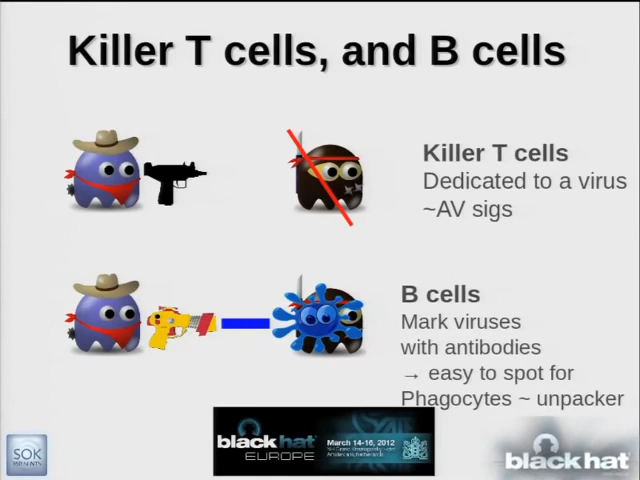 Killer T cells, and B cells
Killer T cells
Dedicated to a virus
~AV sigs
B cells
Mark viruses
with antibodies
→ easy to spot for
Phagocytes ~ unpacker
black hat
EUROPE
March 14-16, 2012
SOK
black hat